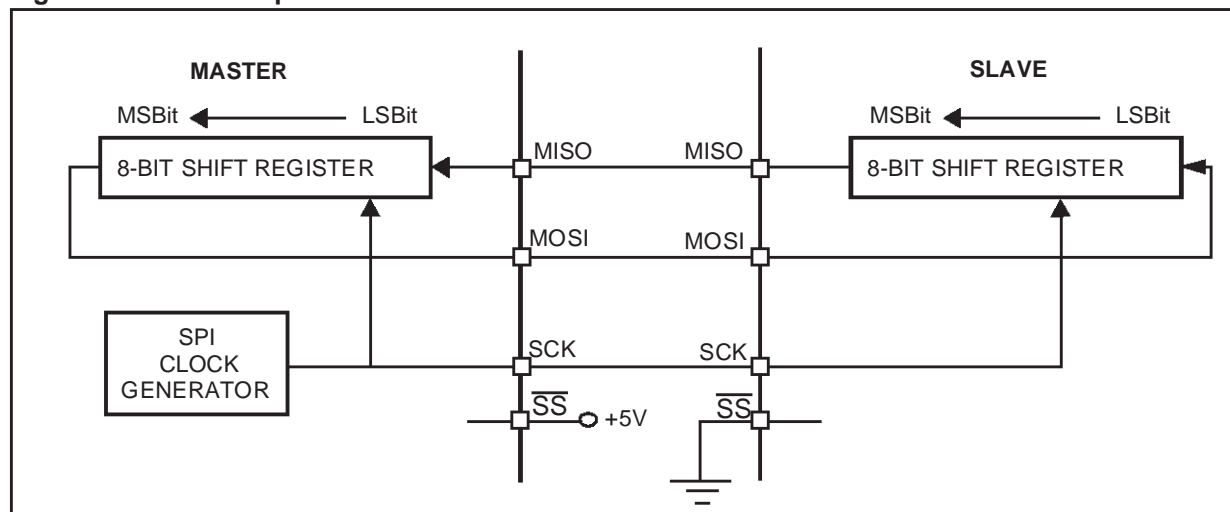 MASTER
SLAVE
MSBit LSBit
MSBit LSBit
8-BIT SHIFT REGISTER
8-BIT SHIFT REGISTER
MISO MISO
MOSI MOSI
SPI
CLOCK
GENERATOR
SCK SCK
SS +5V
SS